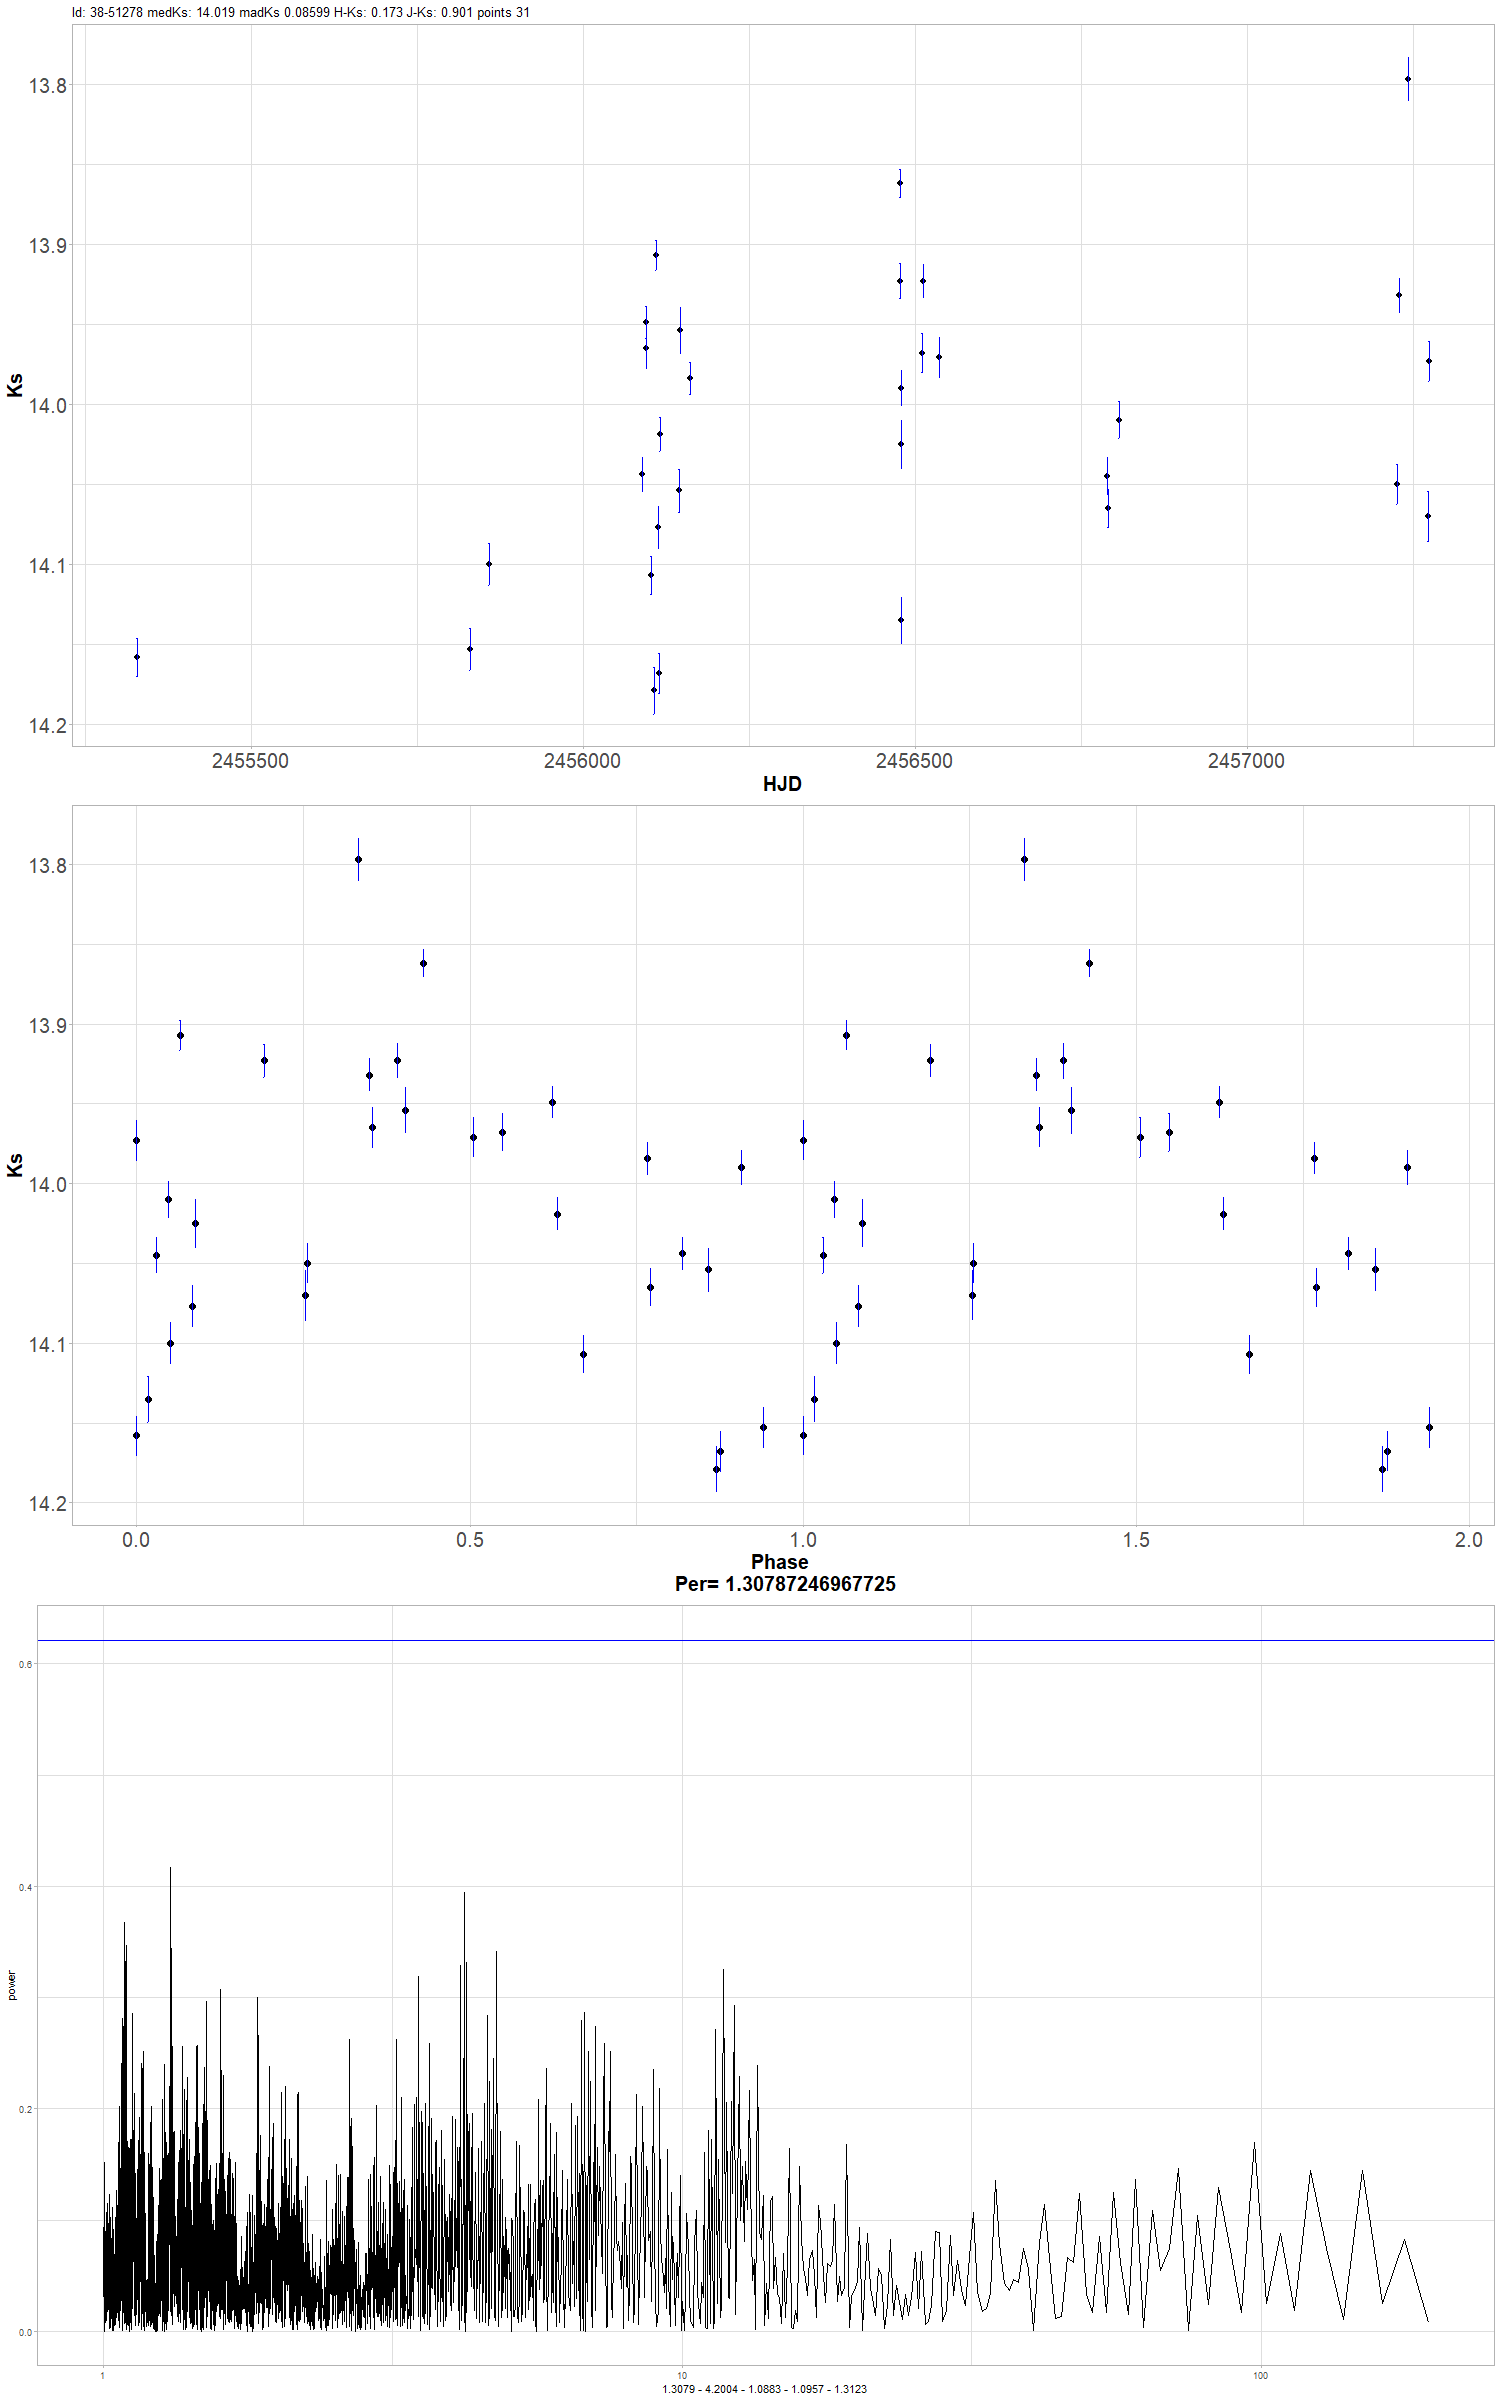 Id: 38-51278 medKs: 14.019 madKs 0.08599 H-Ks: 0.173 J-Ks: 0.901 points 31
13.8
13.9
14.0
14.1
14.2
Ks
2455500 2456000 2456500 2457000
HJD
13.8
13.9
14.0
14.1
14.2
Ks
0.0 0.5 1.0 1.5 2.0
Phase
Per= 1.30787246967725
0.6
0.4
0.2
0.0
power
1 10 100
1.3079 - 4.2004 - 1.0883 - 1.0957 - 1.3123